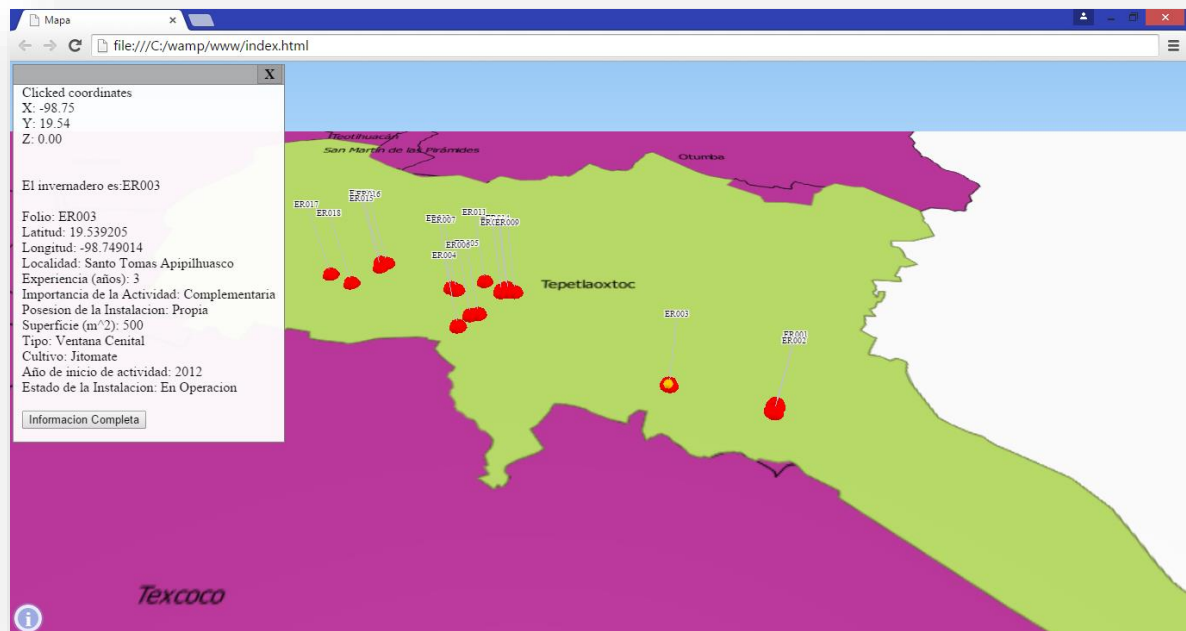 Mapa
file:///C:/wamp/www/index.html
X
Clicked coordinates
X: -98.75
Y: 19.54
Z: 0.00
El invernadero es:ER003
Folio: ER003
Latitud: 19.539205
Longitud: -98.749014
Localidad: Santo Tomas Apipilhuasco
Experiencia (años): 3
Importancia de la Actividad: Complementaria
Posesion de la Instalacion: Propia
Superficie (m^2): 500
Tipo: Ventana Cenital
Cultivo: Jitomate
Año de inicio de actividad: 2012
Estado de la Instalacion: En Operacion
Informacion Completa
Teotihuacán
San Martín de las Pirámides
Otumba
ER017
ER018
ER015
ER007
ER011
ER009
ER006
ER004
Tepetlaoxtoc
ER003
ER001
ER002
Texcoco